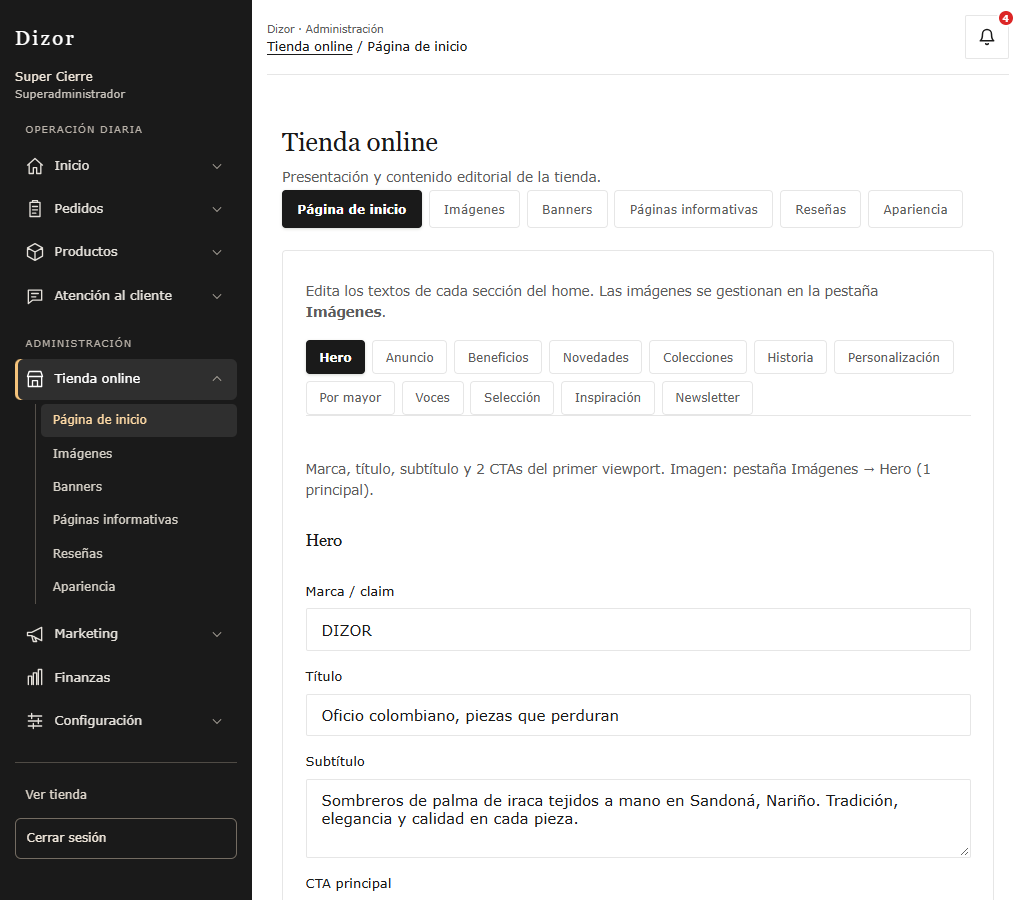 Dizor
Super Cierre
Superadministrador
OPERACIÓN DIARIA
Inicio
Pedidos
Productos
Atención al cliente
ADMINISTRACIÓN
Tienda online
Página de inicio
Imágenes
Banners
Páginas informativas
Reseñas
Apariencia
Marketing
Finanzas
Configuración
Ver tienda
Cerrar sesión
Dizor · Administración
Tienda online / Página de inicio
4
Tienda online
Presentación y contenido editorial de la tienda.
Página de inicio Imágenes Banners Páginas informativas Reseñas Apariencia
Edita los textos de cada sección del home. Las imágenes se gestionan en la pestaña
Imágenes.
Hero Anuncio Beneficios Novedades Colecciones Historia Personalización
Por mayor Voces Selección Inspiración Newsletter
Marca, título, subtítulo y 2 CTAs del primer viewport. Imagen: pestaña Imágenes → Hero (1
principal).
Hero
Marca / claim
DIZOR
Título
Oficio colombiano, piezas que perduran
Subtítulo
Sombreros de palma de iraca tejidos a mano en Sandoná, Nariño. Tradición,
elegancia y calidad en cada pieza.
CTA principal